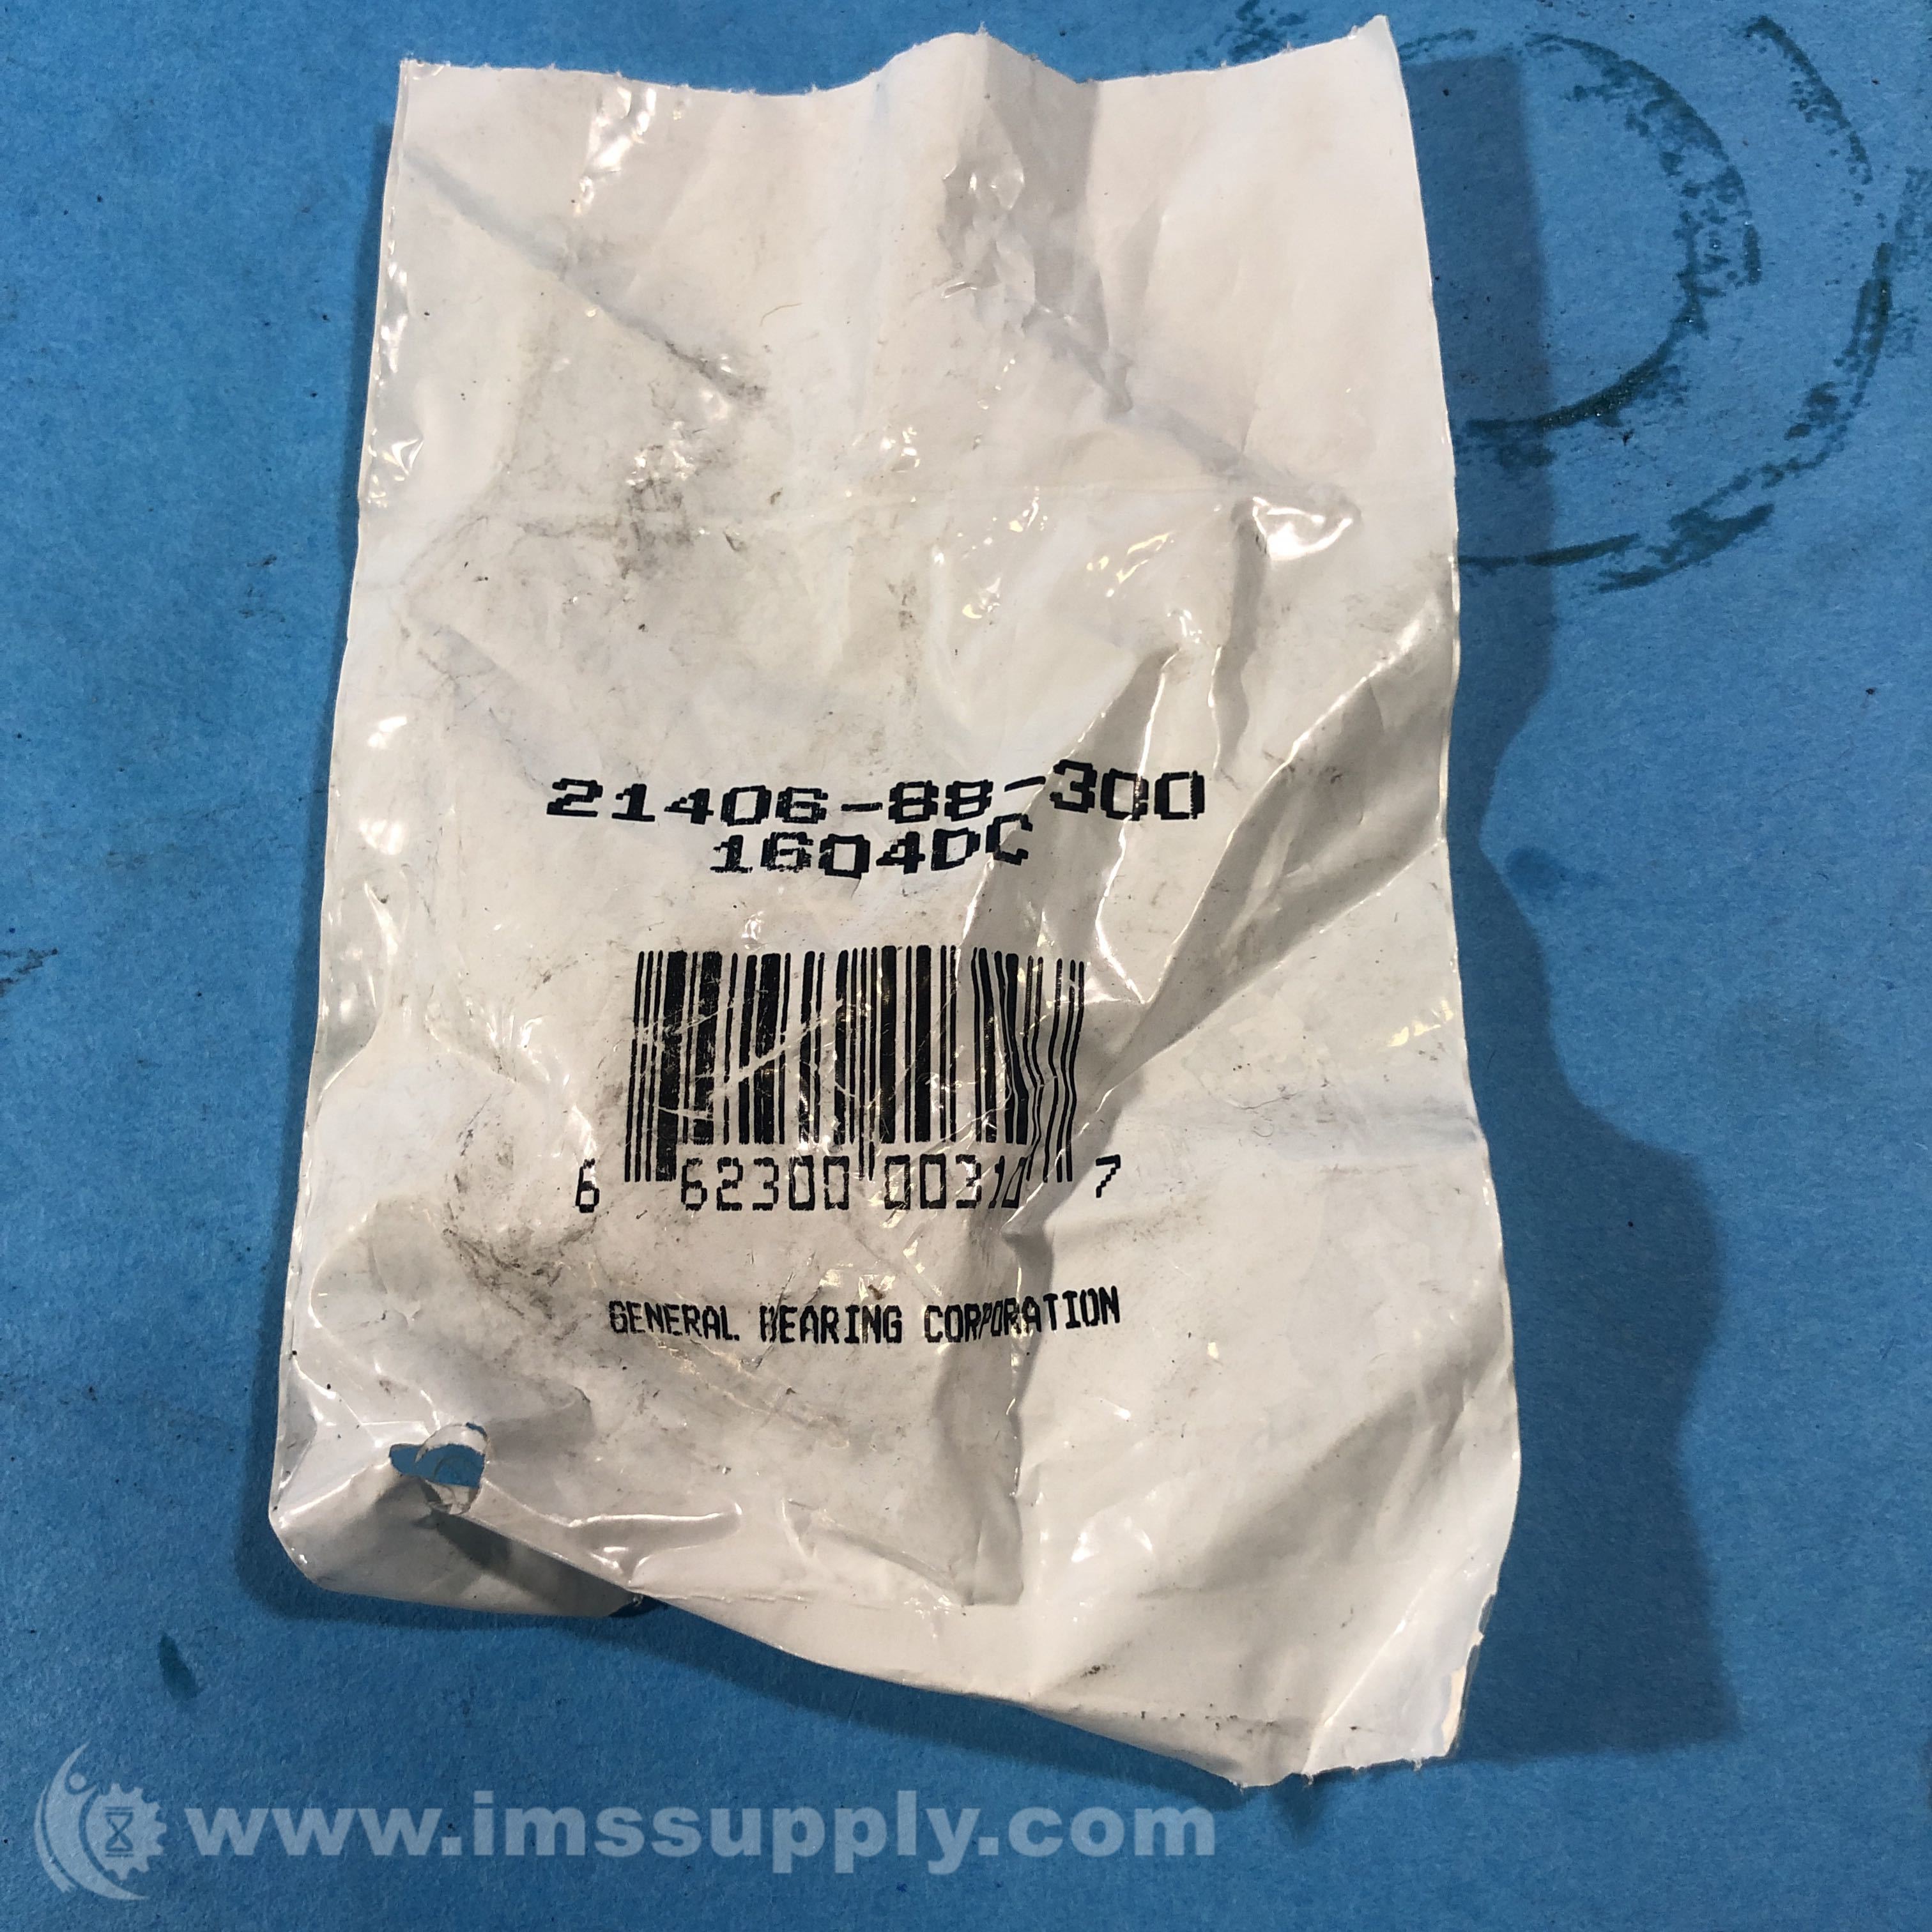 21406-88-300
1604DC
6 62300 00310 7
GENERAL BEARING CORPORATION
www.imssupply.com